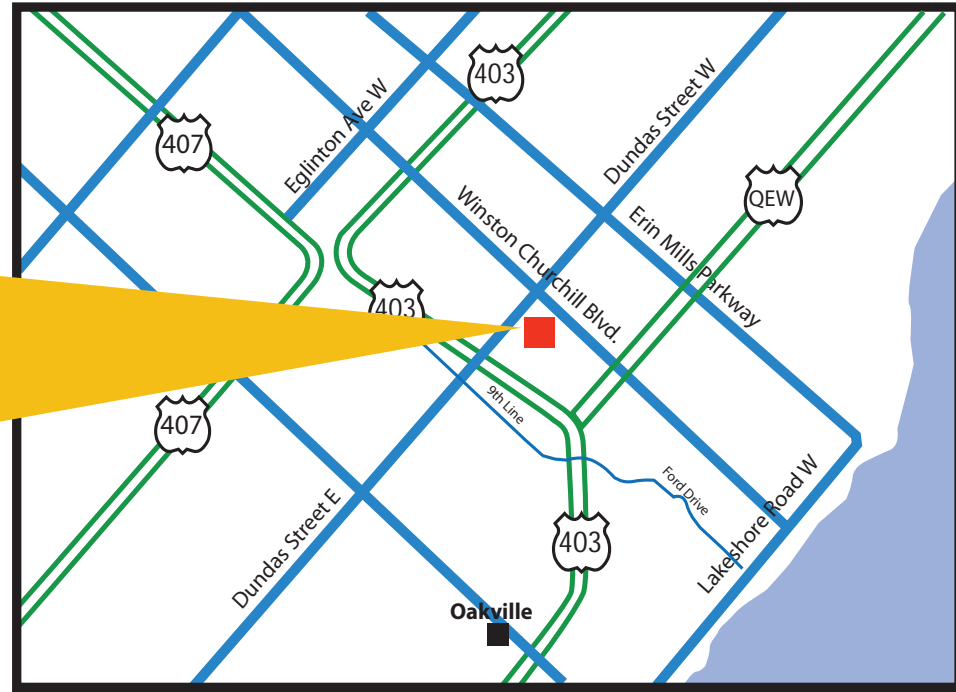 403
407
Eglinton Ave W
Dundas Street W
QEW
Winston Churchill Blvd.
Erin Mills Parkway
403
9th Line
407
Ford Drive
Lakeshore Road W
Dundas Street E
403
Oakville